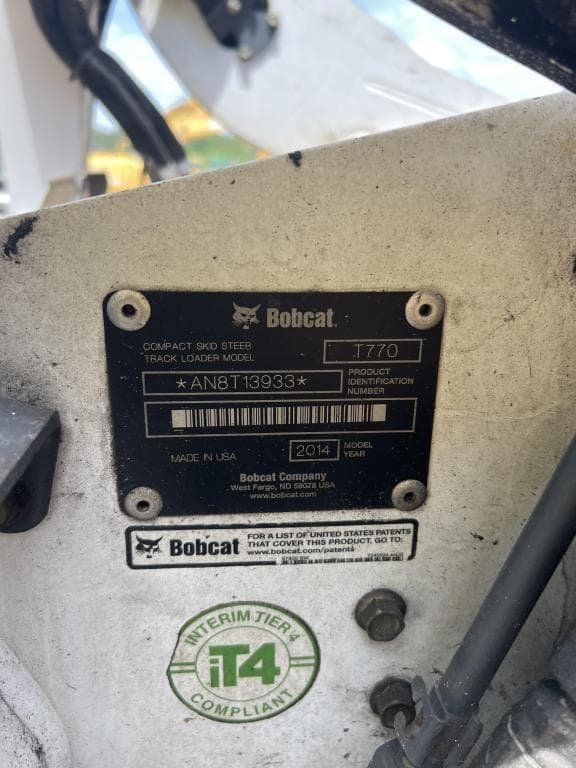 Bobcat.
COMPACT SKID STEER
TRACK LOADER MODEL
T770
*AN8T13933*
PRODUCT
IDENTIFICATION
NUMBER
MADE IN USA
2014
MODEL
YEAR
Bobcat Company
West Fargo, ND 58078 USA
www.bobcat.com
Bobcat
FOR A LIST OF UNITED STATES PATENTS
THAT COVER THIS PRODUCT, GO TO:
www.bobcat.com/patents
INTERIM TIER 4
iT4
COMPLIANT